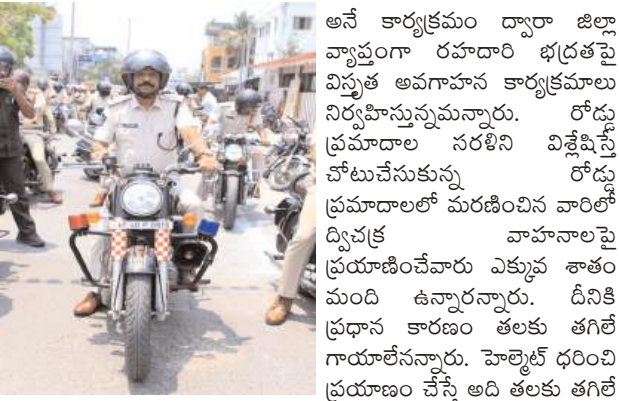 అనే కార్యక్రమం ద్వారా జిల్లా
వ్యాప్తంగా రహదారి భద్రతపై
విస్తృత అవగాహన కార్యక్రమాలు
నిర్వహిస్తున్నమన్నారు. రోడ్డు
ప్రమాదాల సరళిని విశ్లేషిస్తే
చోటుచేసుకున్న రోడ్డు
ప్రమాదాలలో మరణించిన వారిలో
ద్విచక్ర వాహనాలపై
ప్రయాణించేవారు ఎక్కువ శాతం
మంది ఉన్నారన్నారు. దీనికి
ప్రధాన కారణం తలకు తగిలే
గాయాలేనన్నారు. హెల్మెట్ ధరించి
ప్రయాణం చేస్తే అది తలకు తగిలే